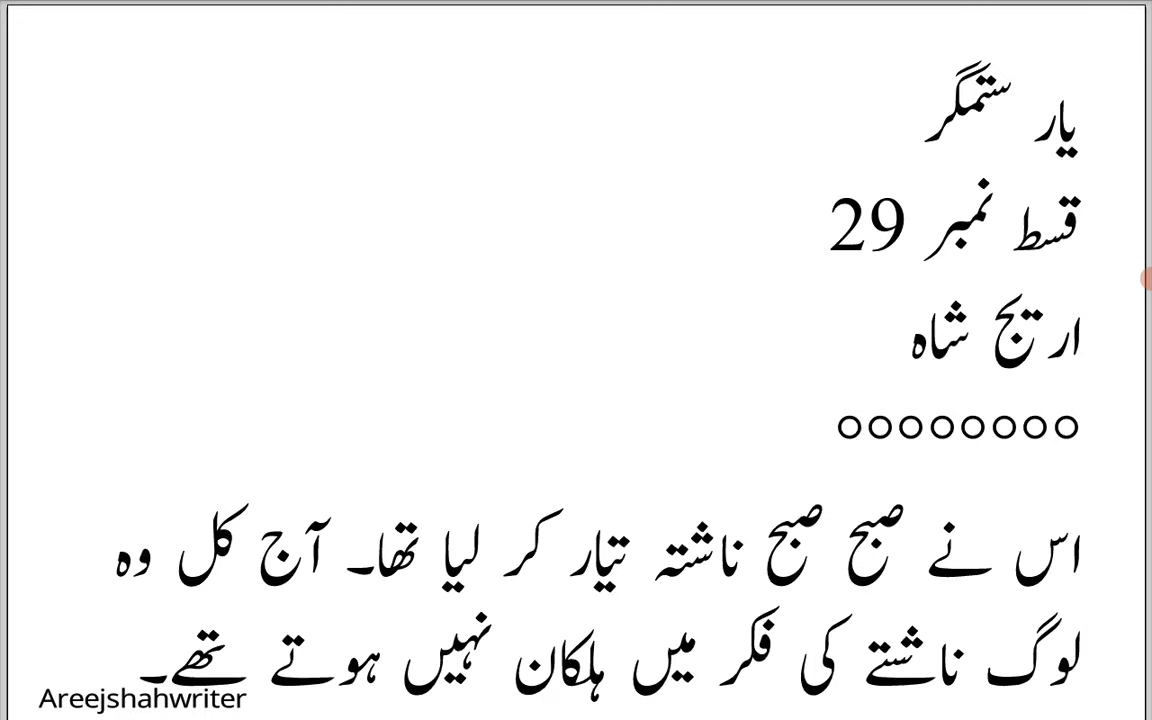 یار ستمگر
قسط نمبر 29
اریج شاہ
○○○○○○○○
اس نے صبح صبح ناشتہ تیار کر لیا تھا۔ آج کل وہ
لوگ ناشتے کی فکر میں ہلکان نہیں ہوتے تھے۔
Areejshahwriter